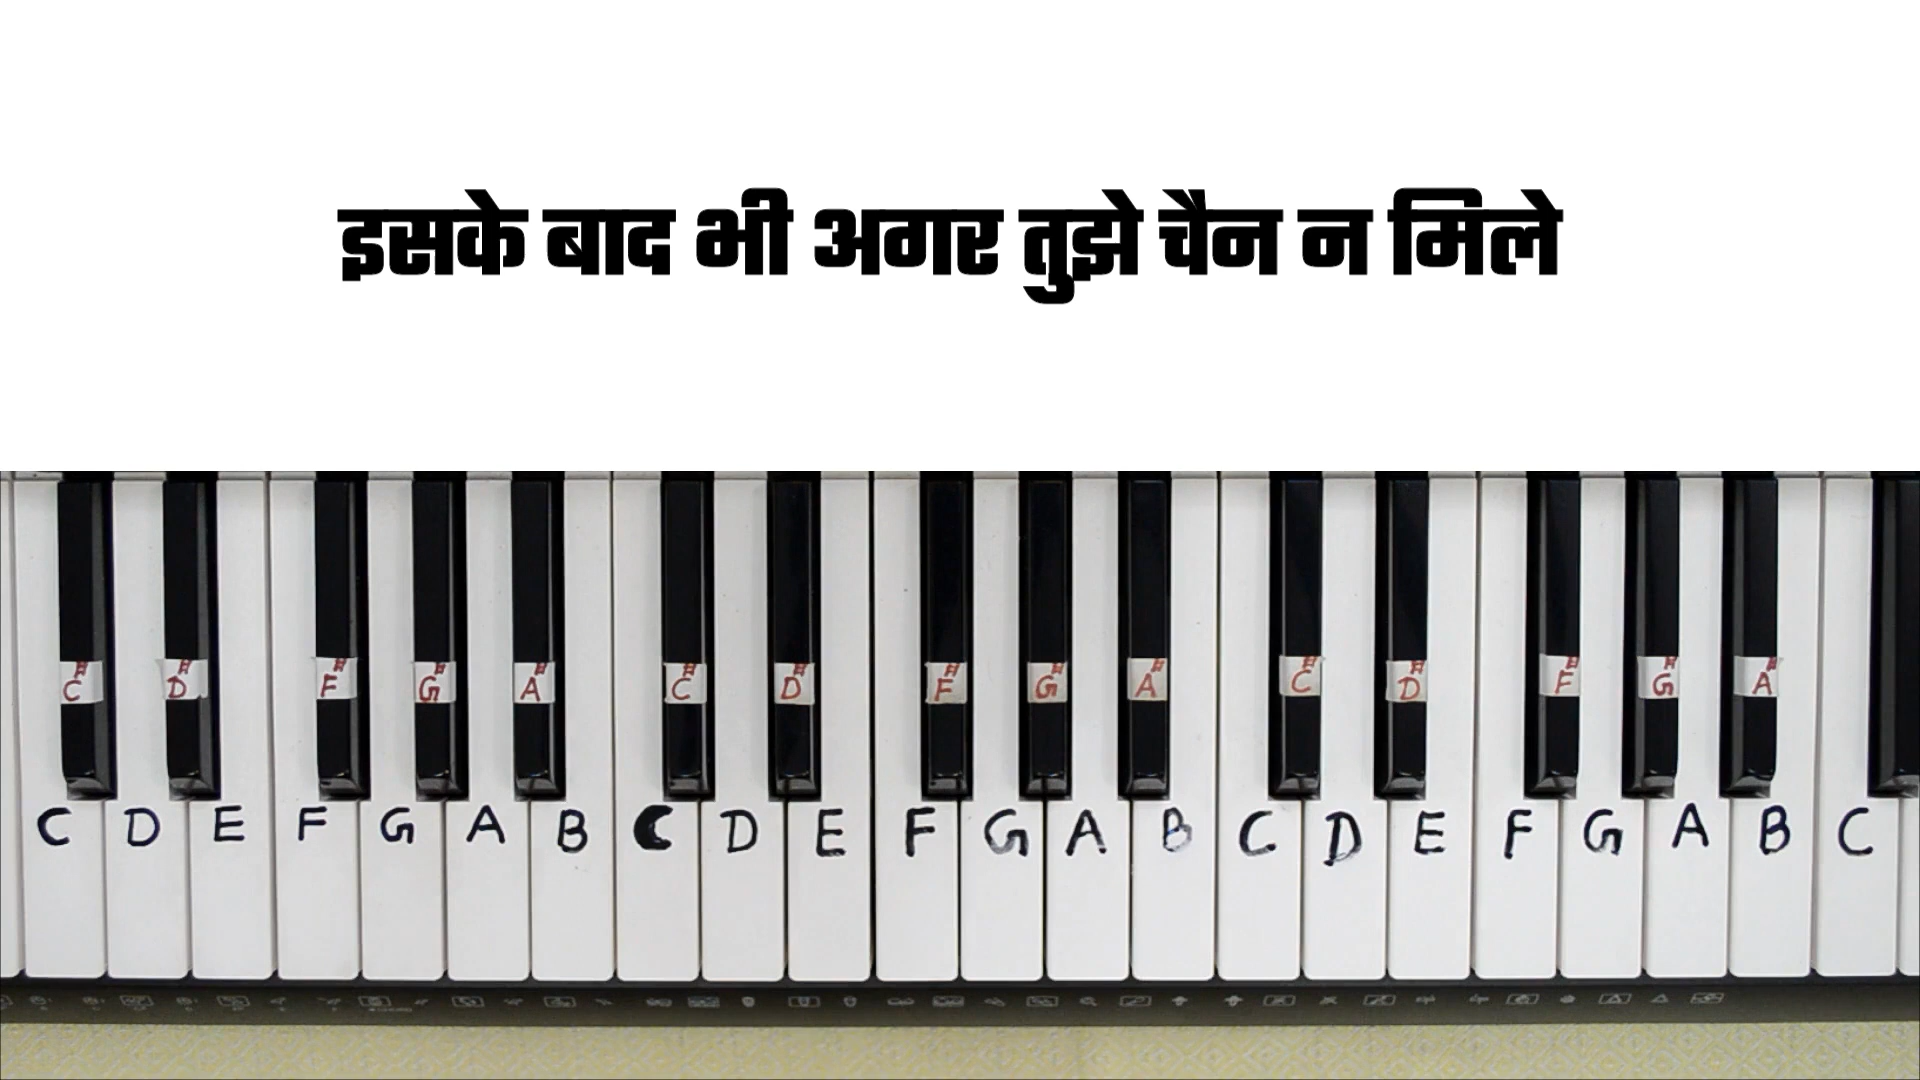 इसके बाद भी अगर तुझे चैन न मिले
C# D# F# G# A# C# D# F# G# A# C# D# F# G# A#
C D E F G A B C D E F G A B C D E F G A B C